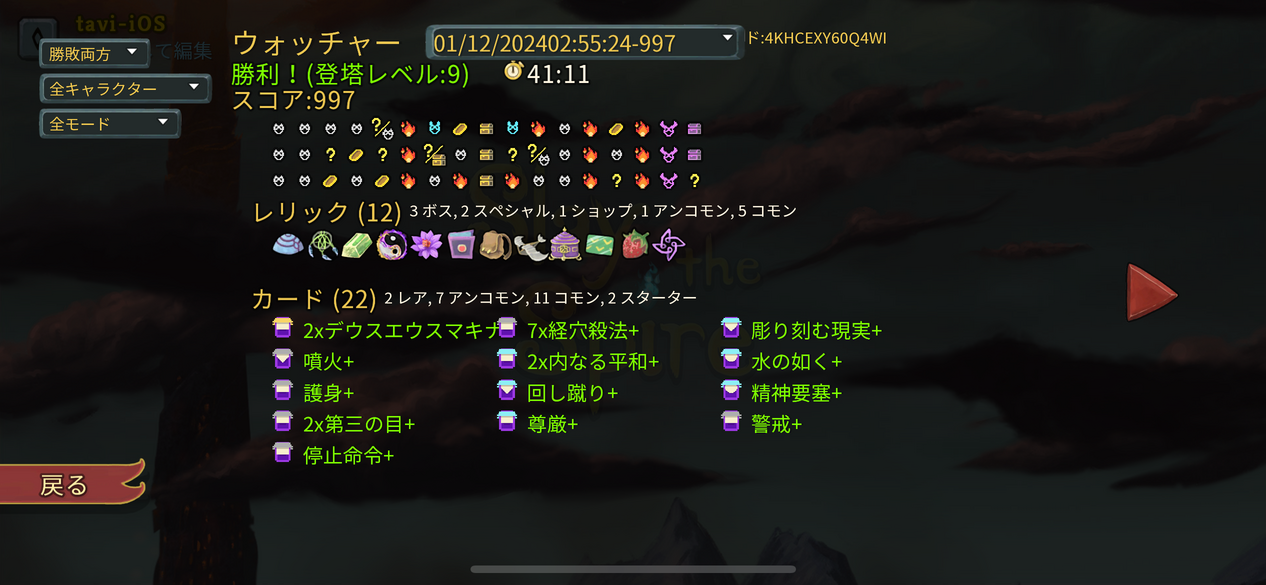 tavi-iOS
勝敗両方
て編集
ウォッチャー
01/12/202402:55:24-997
ド:4KHCEXY60Q4WI
勝利！(登塔レベル:9)
41:11
全キャラクター
スコア:997
全モード
レリック (12) 3 ボス, 2 スペシャル, 1 ショップ, 1 アンコモン, 5 コモン
the
カード (22) 2 レア, 7 アンコモン, 11 コモン, 2 スターター
2xデウスエウスマキナ
7x経穴殺法+
彫り刻む現実+
噴火+
2x内なる平和+
水の如く+
護身+
回し蹴り+
精神要塞+
2x第三の目+
尊厳+
警戒+
停止命令+
戻る